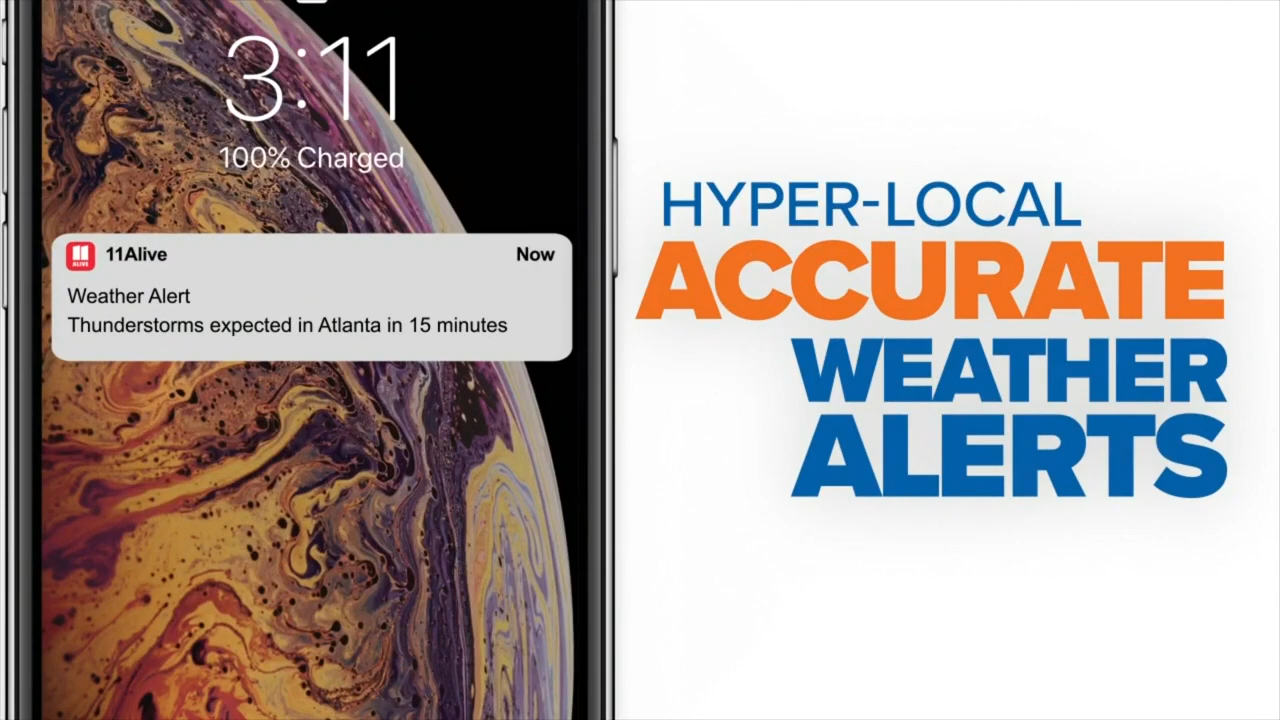 3:11
100% Charged
ALIVE
11Alive
Now
Weather Alert
Thunderstorms expected in Atlanta in 15 minutes
HYPER-LOCAL
ACCURATE
WEATHER
ALERTS